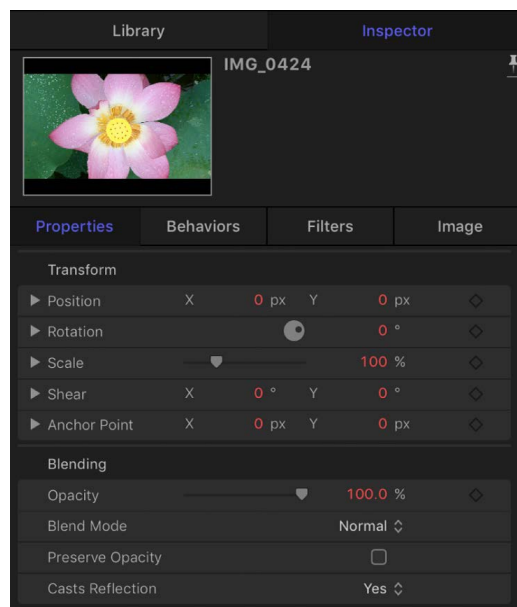 Library Inspector
IMG_0424
Properties Behaviors Filters Image
Transform
Position X 0 px Y 0 px
Rotation 0 °
Scale 100 %
Shear X 0 ° Y 0 °
Anchor Point X 0 px Y 0 px
Blending
Opacity 100.0 %
Blend Mode Normal
Preserve Opacity
Casts Reflection Yes